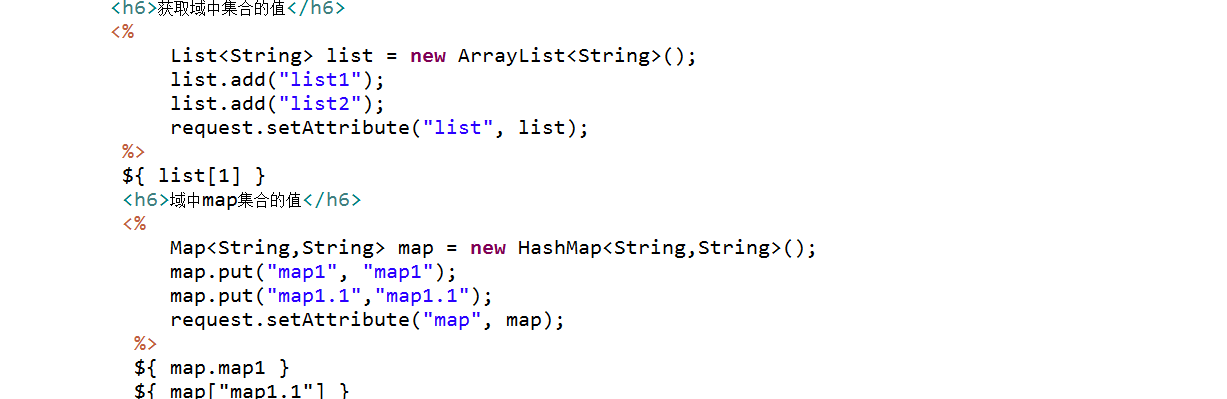 <h6>获取域中集合的值</h6>
<%
List<String> list = new ArrayList<String>();
list.add("list1");
list.add("list2");
request.setAttribute("list", list);
%>
${ list[1] }
<h6>域中map集合的值</h6>
<%
Map<String,String> map = new HashMap<String,String>();
map.put("map1", "map1");
map.put("map1.1","map1.1");
request.setAttribute("map", map);
%>
${ map.map1 }
${ map["map1.1"] }